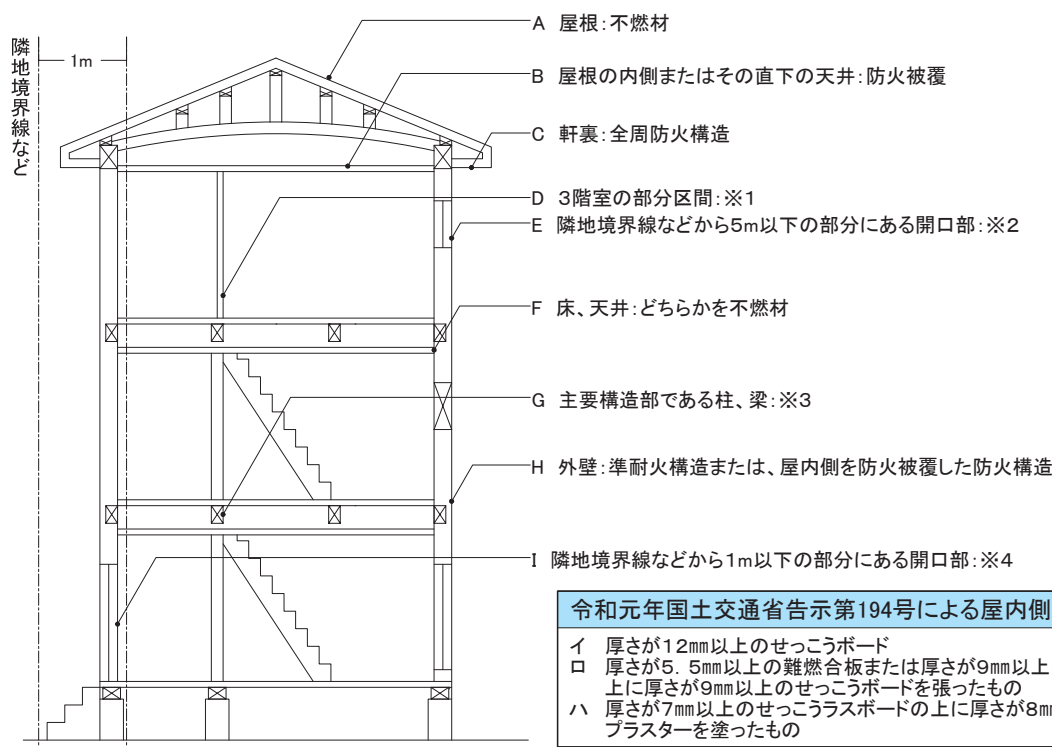 隣地境界線など
1m
A 屋根：不燃材
B 屋根の内側またはその直下の天井：防火被覆
C 軒裏：全周防火構造
D 3階室の部分区間：※1
E 隣地境界線などから5m以下の部分にある開口部：※2
F 床、天井：どちらかを不燃材
G 主要構造部である柱、梁：※3
H 外壁：準耐火構造または、屋内側を防火被覆した防火構造
I 隣地境界線などから1m以下の部分にある開口部：※4
令和元年国土交通省告示第194号による屋内側
イ 厚さが12㎜以上のせっこうボード
ロ 厚さが5．5㎜以上の難燃合板または厚さが9㎜以上
上に厚さが9㎜以上のせっこうボードを張ったもの
ハ 厚さが7㎜以上のせっこうラスボードの上に厚さが8㎜
プラスターを塗ったもの